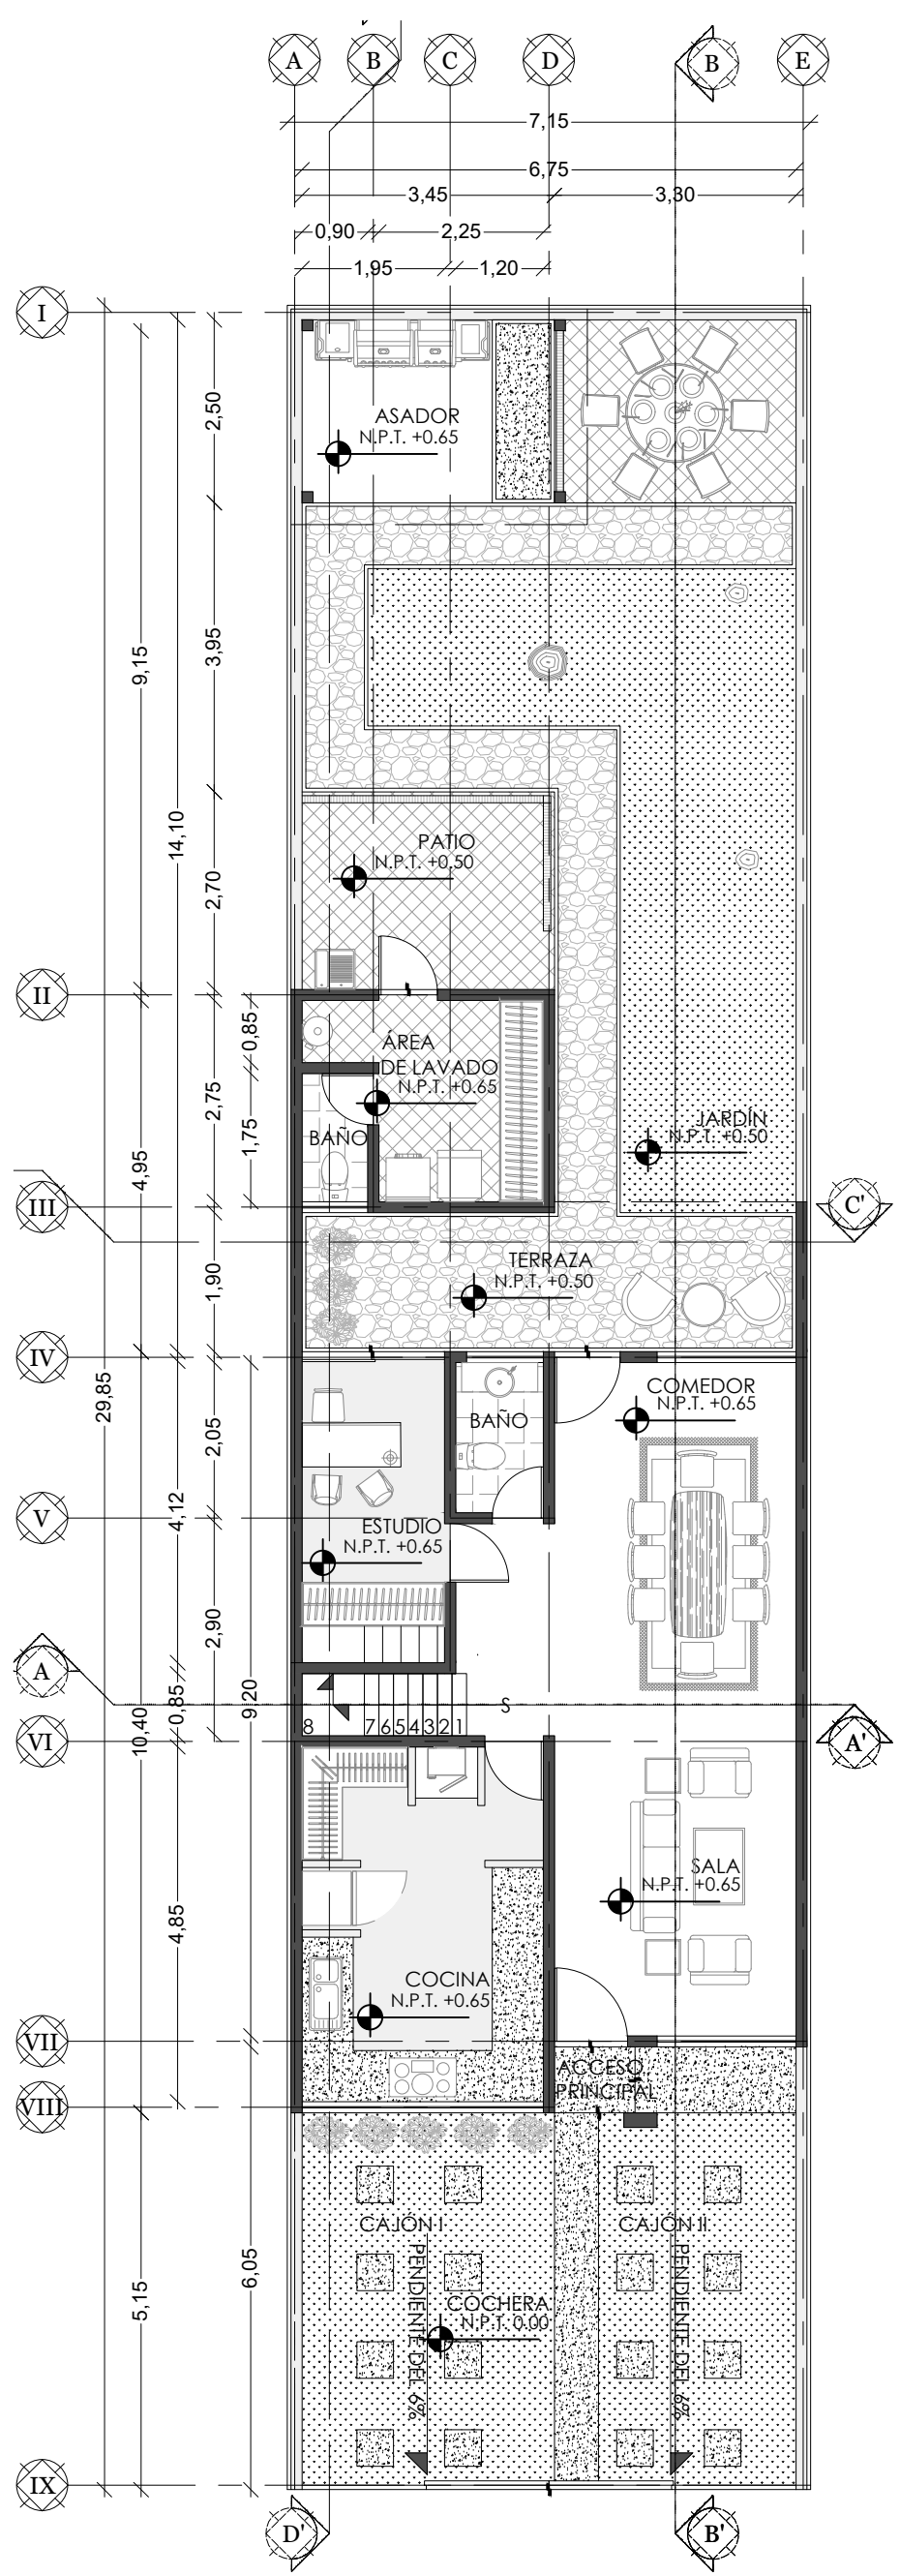 A B C D B E
7,15
6,75
3,45 3,30
0,90 2,25
1,95 1,20
I
2,50
ASADOR
N.P.T. +0.65
3,95
9,15
14,10
PATIO
N.P.T. +0.50
2,70
II
0,85
ÁREA
DE LAVADO
N.P.T. +0.65
2,75
1,75
BAÑO
JARDÍN
N.P.T. +0.50
4,95
III
C'
TERRAZA
N.P.T. +0.50
1,90
IV
29,85
COMEDOR
N.P.T. +0.65
BAÑO
2,05
4,12
V
ESTUDIO
N.P.T. +0.65
2,90
A
0,85
9,20
10,40
S
8 7 6 5 4 3 2 1
VI
A'
SALA
N.P.T. +0.65
4,85
COCINA
N.P.T. +0.65
VII
ACCESO
PRINCIPAL
VIII
CAJÓN I
CAJÓN II
PENDIENTE DEL 6%
PENDIENTE DEL 6%
6,05
5,15
COCHERA
N.P.T. 0.00
IX
D' B'